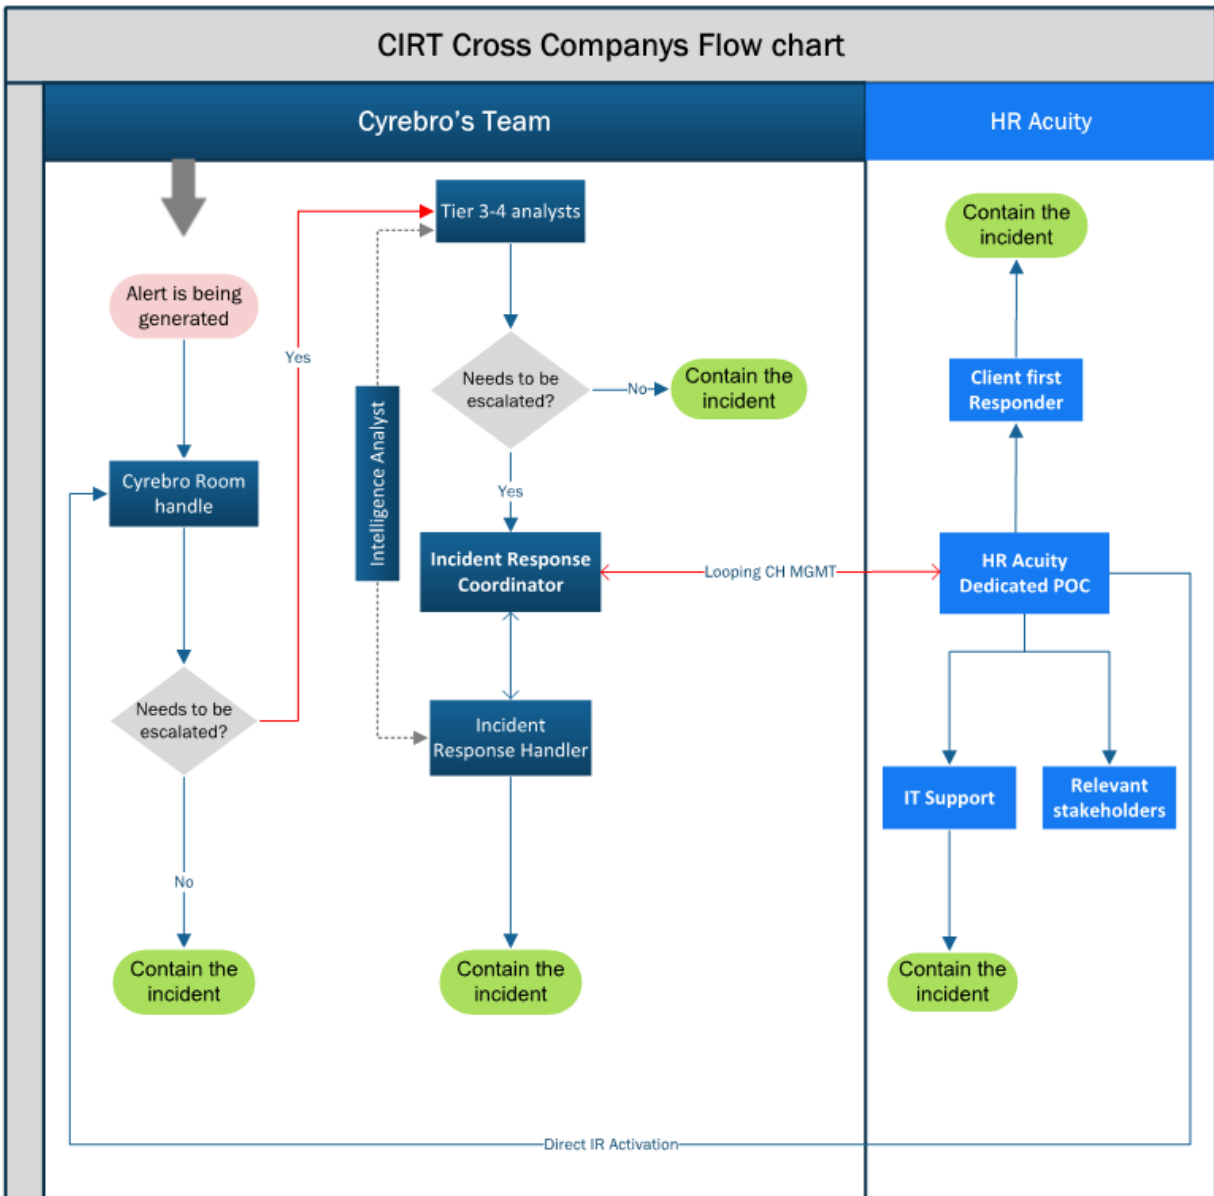 CIRT Cross Companys Flow chart
Cyrebro's Team
HR Acuity
Alert is being
generated
Cyrebro Room
handle
Needs to be
escalated?
Yes
No
Contain the
incident
Tier 3-4 analysts
Intelligence Analyst
Needs to be
escalated?
No
Contain the
incident
Yes
Incident Response
Coordinator
Looping CH MGMT
Incident
Response Handler
Contain the
incident
Contain the
incident
Client first
Responder
HR Acuity
Dedicated POC
IT Support
Relevant
stakeholders
Contain the
incident
Direct IR Activation